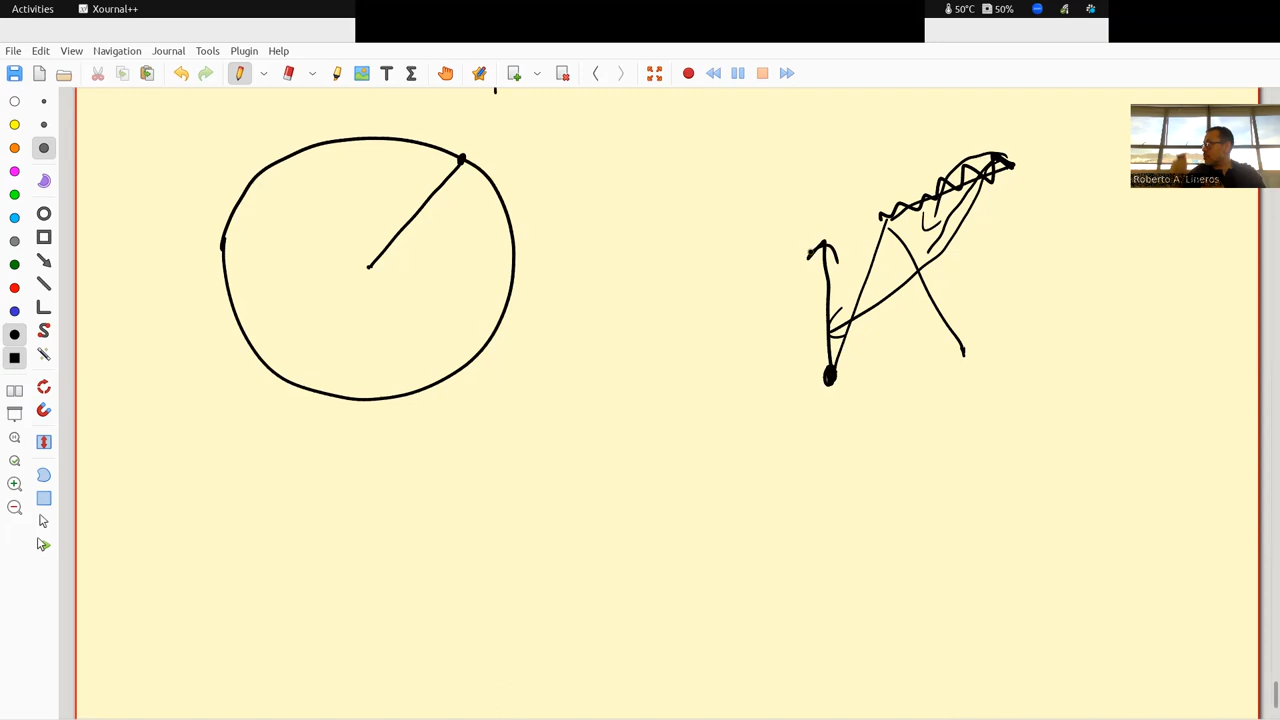 Activities Xournal++ 50°C 50%
File Edit View Navigation Journal Tools Plugin Help
Roberto A. Lineros